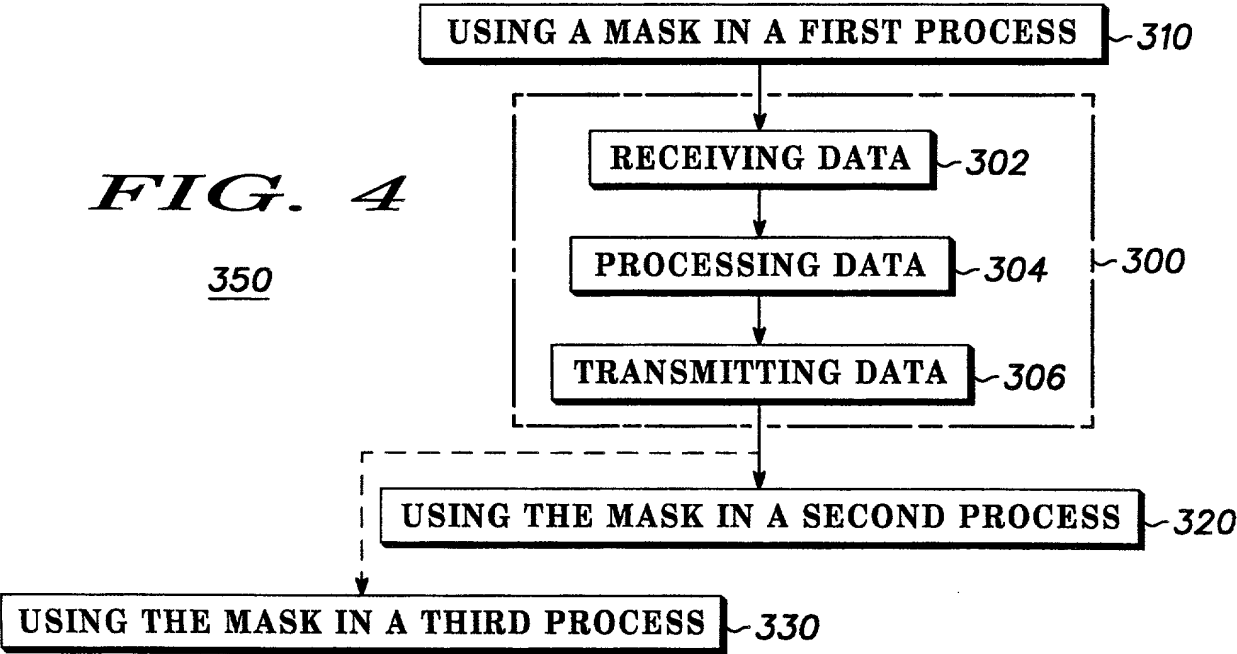 USING A MASK IN A FIRST PROCESS 310
RECEIVING DATA 302
FIG. 4
PROCESSING DATA 304
300
350
TRANSMITTING DATA 306
USING THE MASK IN A SECOND PROCESS 320
USING THE MASK IN A THIRD PROCESS 330